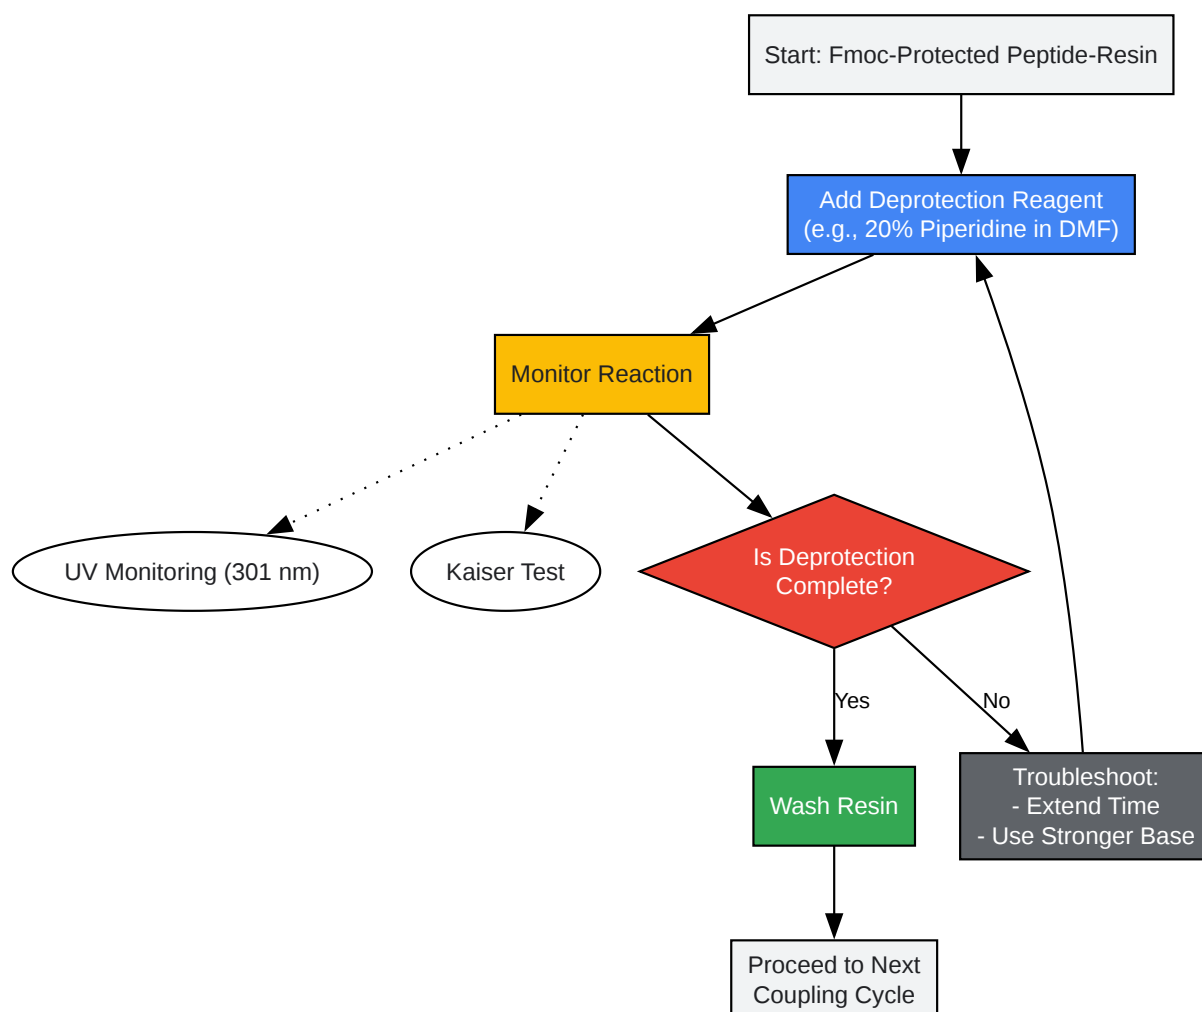 Start: Fmoc-Protected Peptide-Resin
Add Deprotection Reagent
(e.g., 20% Piperidine in DMF)
Monitor Reaction
UV Monitoring (301 nm)
Kaiser Test
Is Deprotection
Complete?
Yes
No
Wash Resin
Troubleshoot:
- Extend Time
- Use Stronger Base
Proceed to Next
Coupling Cycle